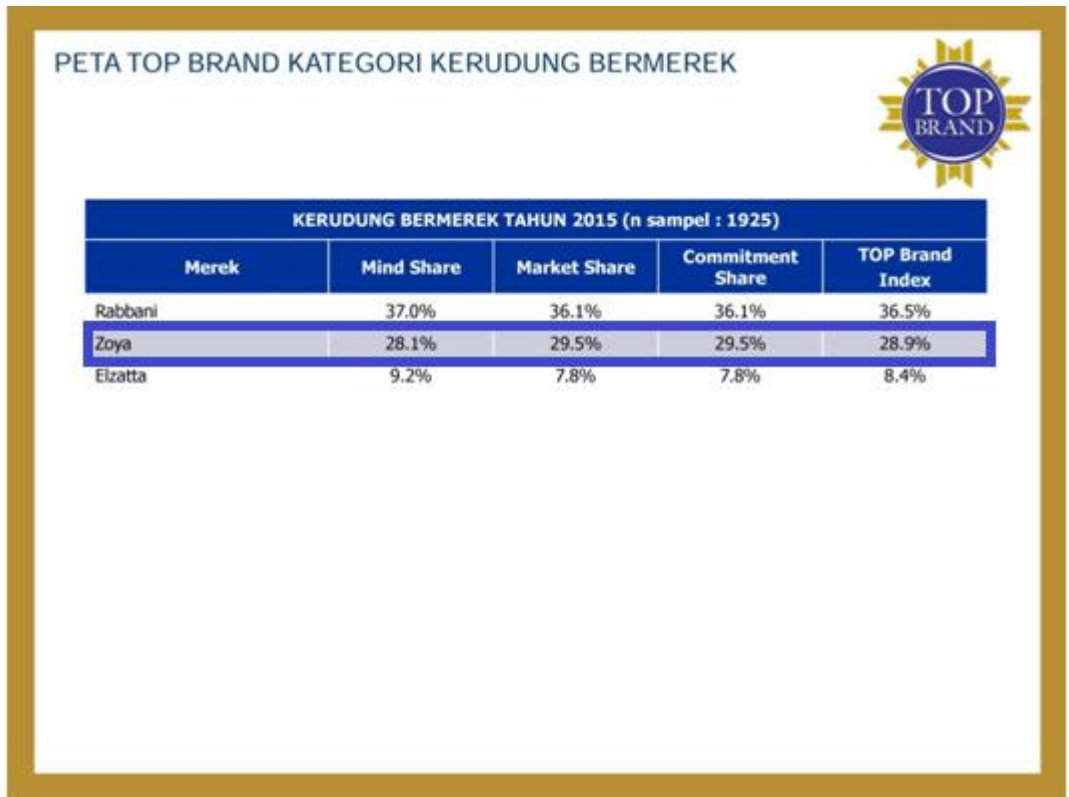 PETA TOP BRAND KATEGORI KERUDUNG BERMEREK
TOP
BRAND
KERUDUNG BERMEREK TAHUN 2015 (n sampel : 1925)
Merek Mind Share Market Share Commitment Share TOP Brand Index
Rabbani 37.0% 36.1% 36.1% 36.5%
Zoya 28.1% 29.5% 29.5% 28.9%
Elzatta 9.2% 7.8% 7.8% 8.4%